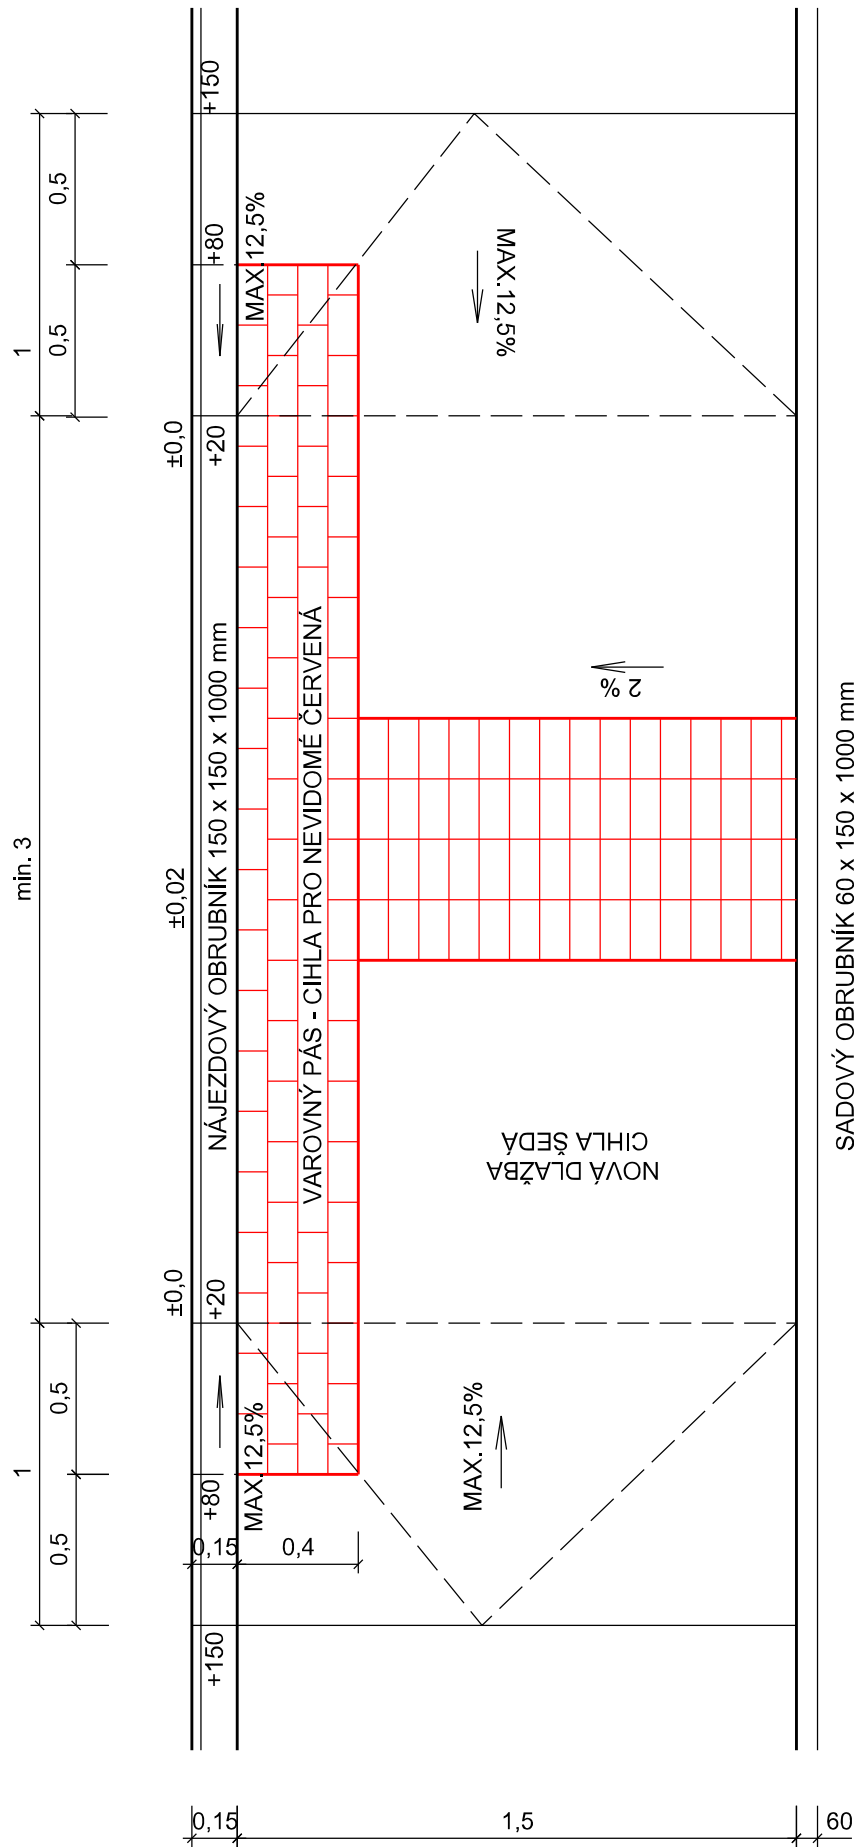 +150
0,5
+80
MAX.12,5%
MAX.12,5%
0,5
1
±0,0
+20
2 %
NÁJEZDOVÝ OBRUBNÍK 150 x 150 x 1000 mm
VAROVNÝ PÁS - CIHLA PRO NEVIDOMÉ ČERVENÁ
SADOVÝ OBRUBNÍK 60 x 150 x 1000 mm
min. 3
±0,02
NOVÁ DLAŽBA
CIHLA ŠEDÁ
±0,0
+20
0,5
1
MAX.12,5%
MAX.12,5%
+80
0,5
0,15
0,4
+150
0,15
1,5
60